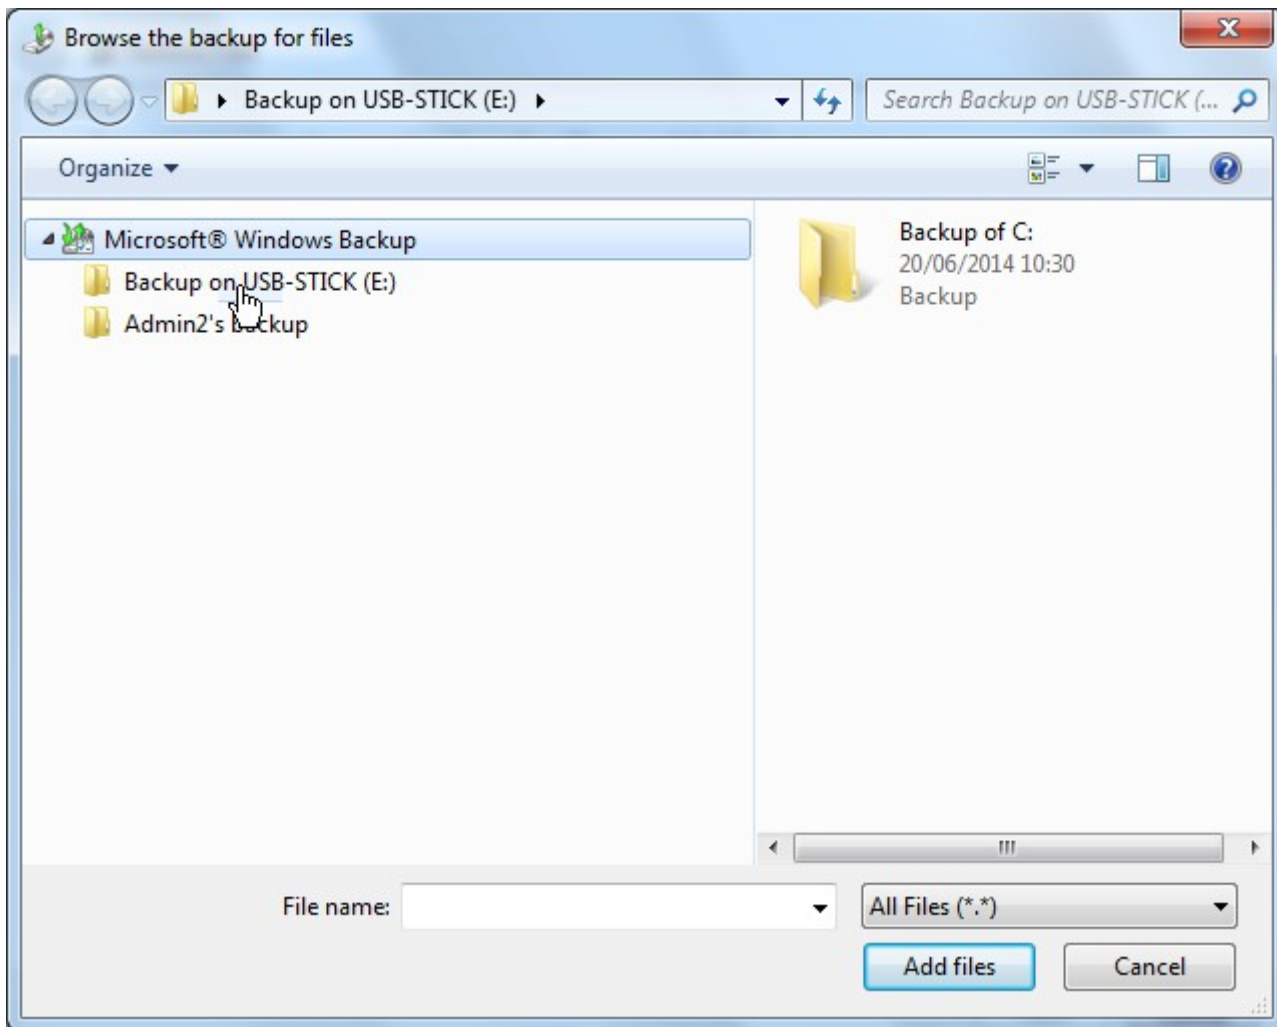 Browse the backup for files
Backup on USB-STICK (E:)
Search Backup on USB-STICK (...
Organize
Microsoft® Windows Backup
Backup on USB-STICK (E:)
Admin2's Backup
Backup of C:
20/06/2014 10:30
Backup
File name:
All Files (*.*)
Add files
Cancel